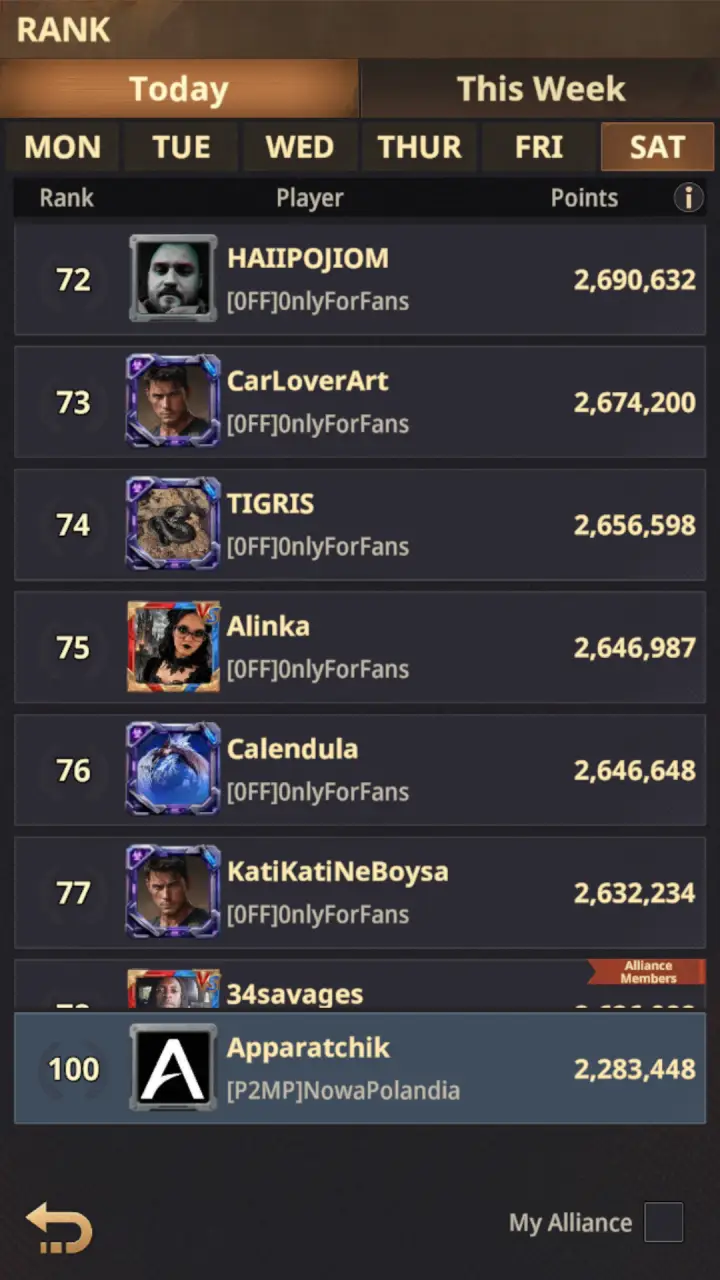 RANK
Today
This Week
MON
TUE
WED
THUR
FRI
SAT
Rank
Player
Points
72
HAIIPOJIOM
[0FF]0nlyForFans
2,690,632
73
CarLoverArt
[0FF]0nlyForFans
2,674,200
74
TIGRIS
[0FF]0nlyForFans
2,656,598
75
Alinka
[0FF]0nlyForFans
2,646,987
76
Calendula
[0FF]0nlyForFans
2,646,648
77
KatiKatiNeBoysa
[0FF]0nlyForFans
2,632,234
34savages
Alliance
Members
100
Apparatchik
[P2MP]NowaPolandia
2,283,448
My Alliance